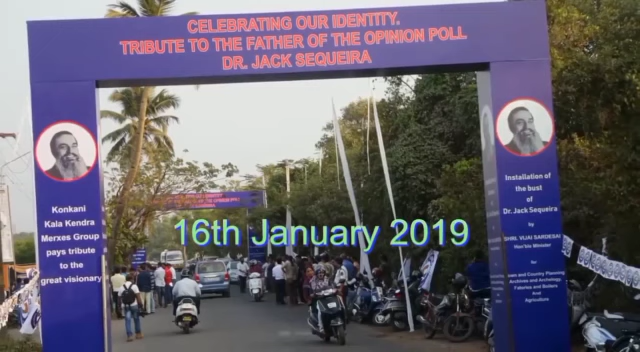 CELEBRATING OUR IDENTITY.
TRIBUTE TO THE FATHER OF THE OPINION POLL
DR. JACK SEQUEIRA
Konkani
Kala Kendra
Merxes Group
pays tribute
to the
great visionary
16th January 2019
Installation of
the bust
of
Dr. Jack Sequeira
by
SHRI. VIJAI SARDESAI
Hon'ble Minister
for
Town and Country Planning
Archives and Archeology,
Fatories and Boilers
And
Agriculture